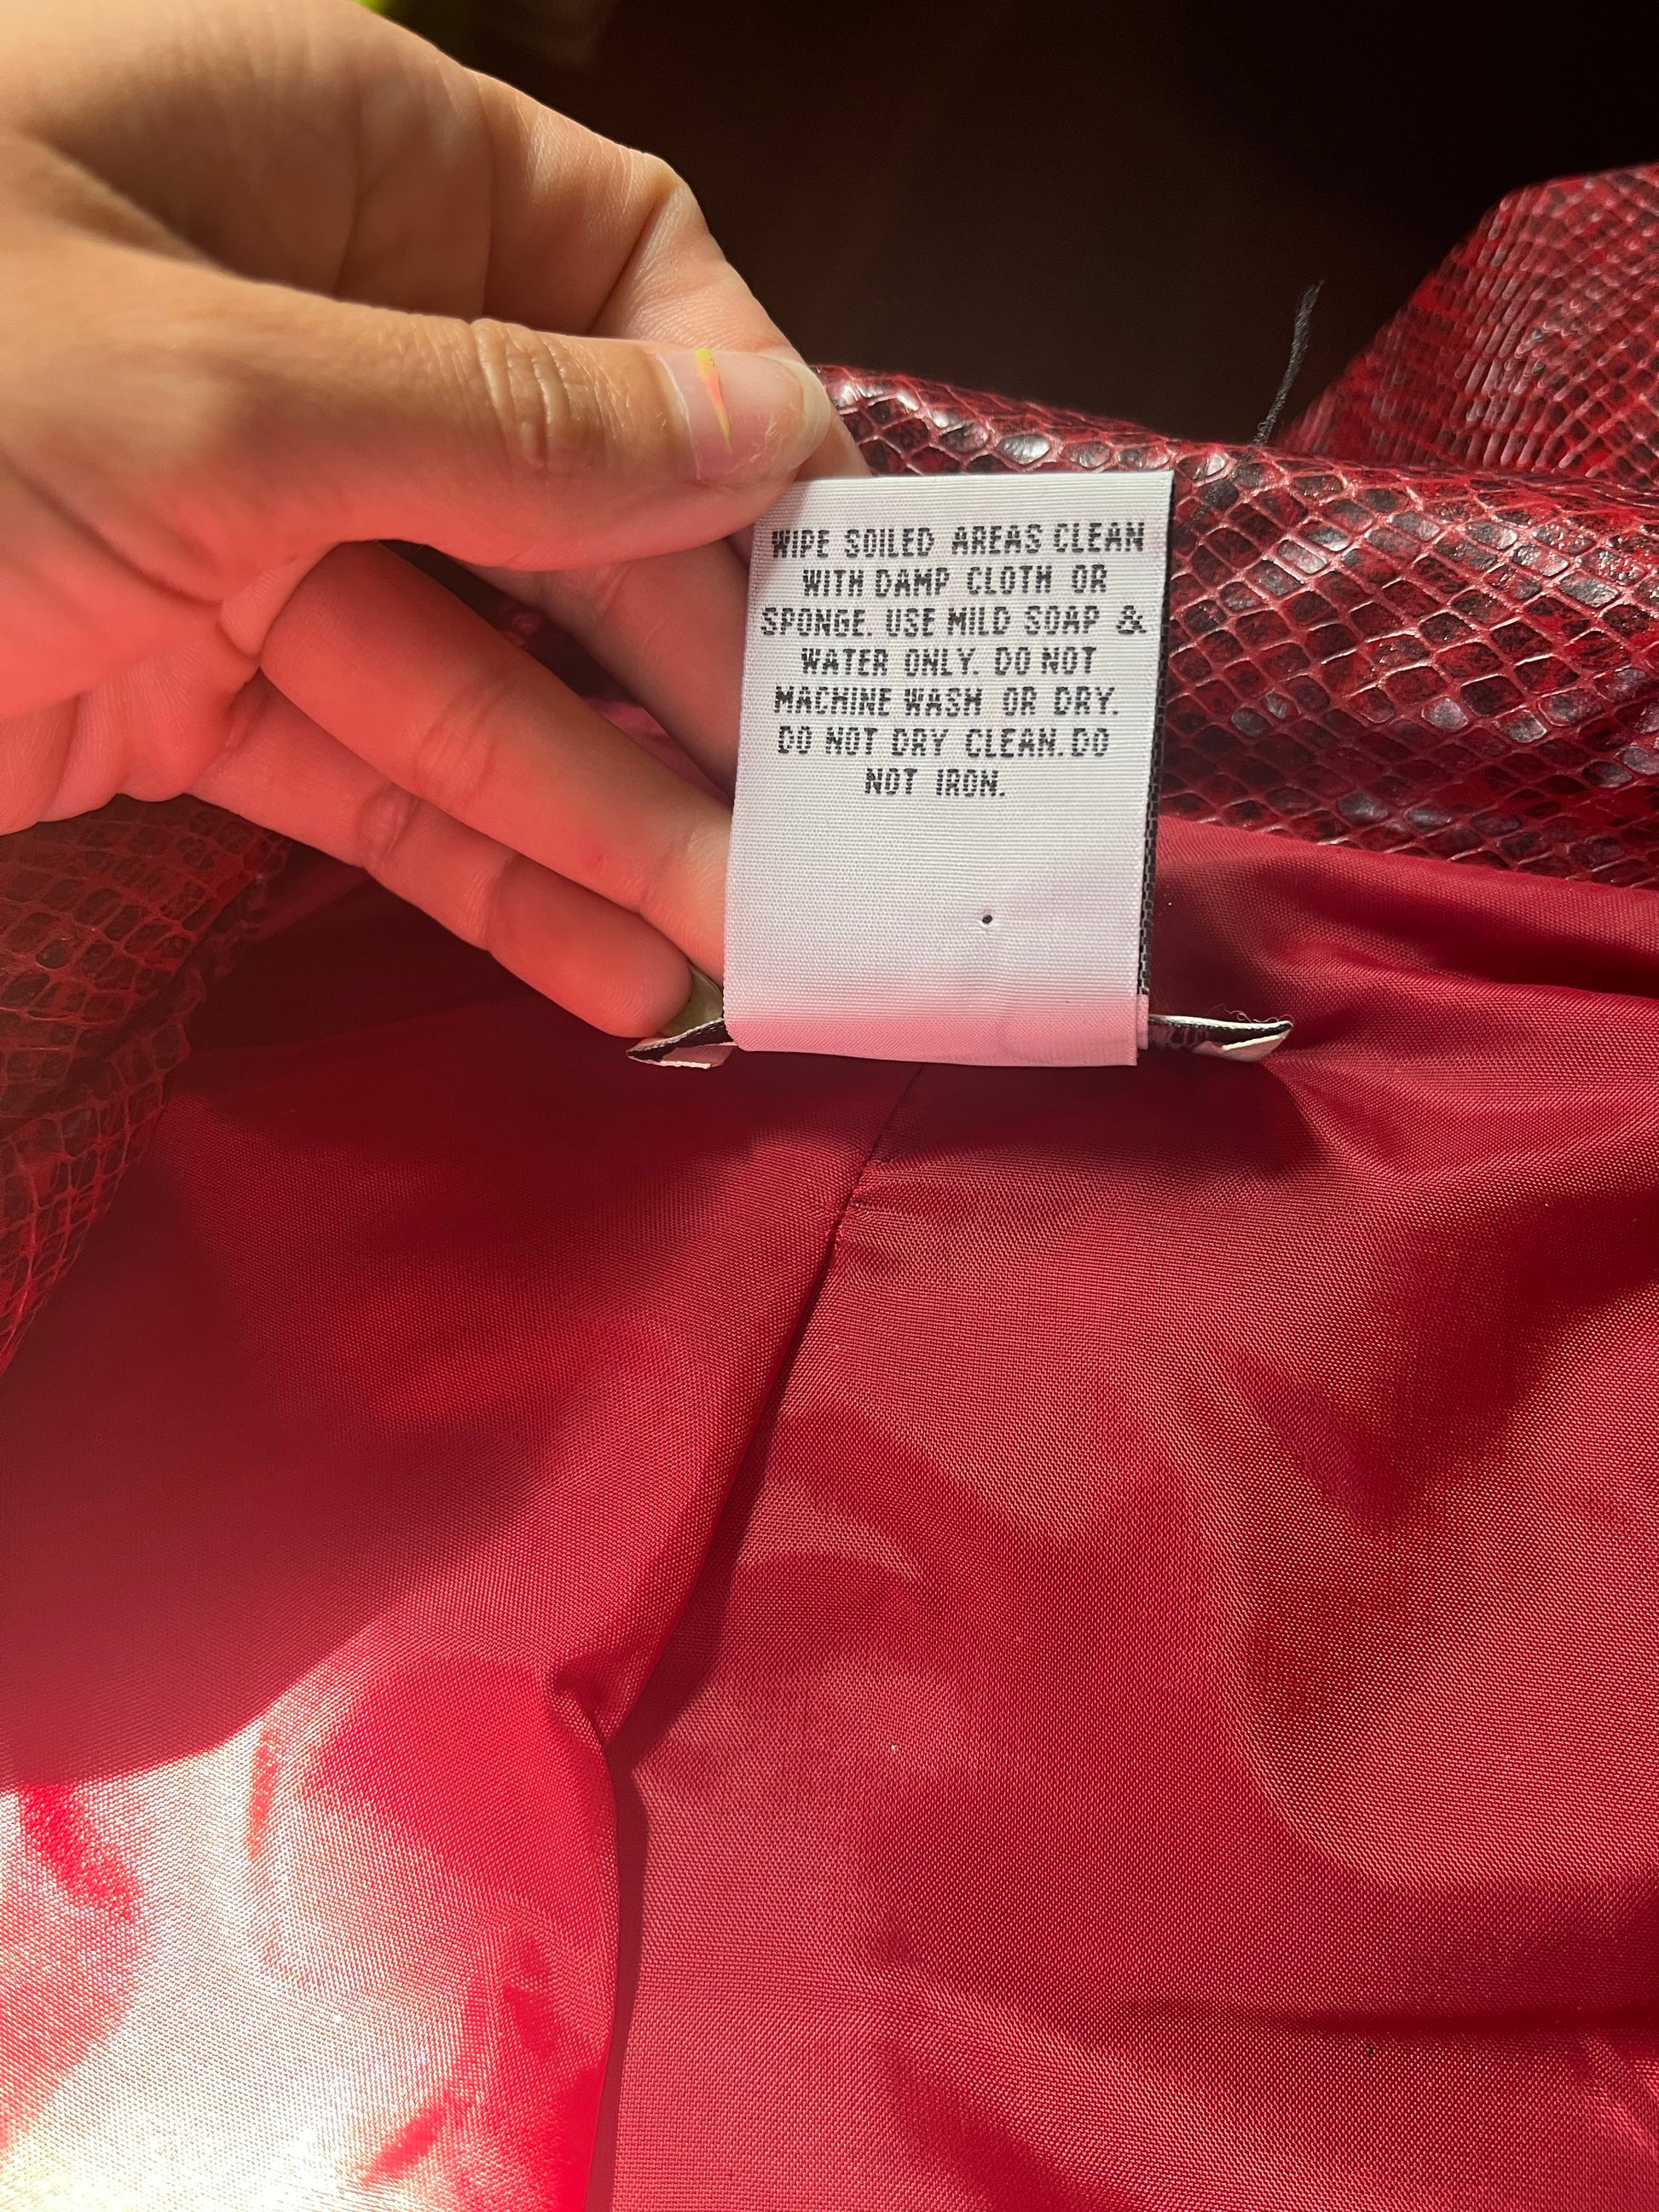 WIPE SOILED AREAS CLEAN
WITH DAMP CLOTH OR
SPONGE. USE MILD SOAP &
WATER ONLY. DO NOT
MACHINE WASH OR DRY.
DO NOT DRY CLEAN. DO
NOT IRON.